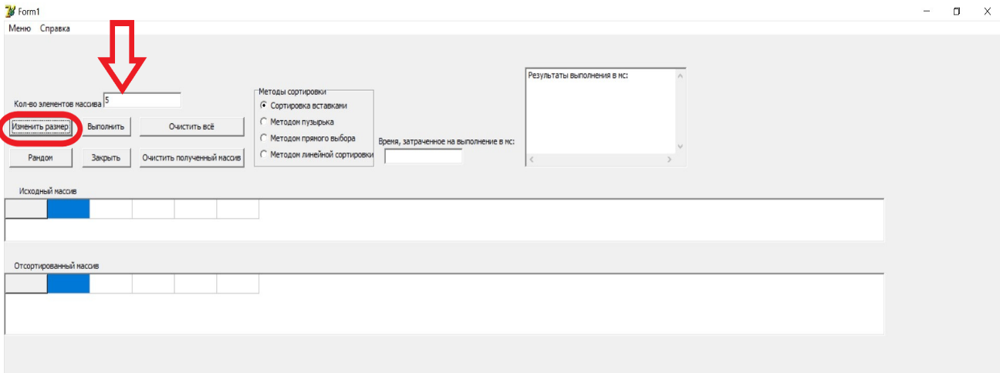 Form1
Меню Справка
Кол-во элементов массива 5
Изменить размер
Выполнить
Очистить всё
Рандом
Закрыть
Очистить полученный массив
Методы сортировки
Сортировка вставками
Методом пузырька
Методом прямого выбора
Методом линейной сортировки
Время, затраченное на выполнение в мс:
Результаты выполнения в мс:
Исходный массив
Отсортированный массив